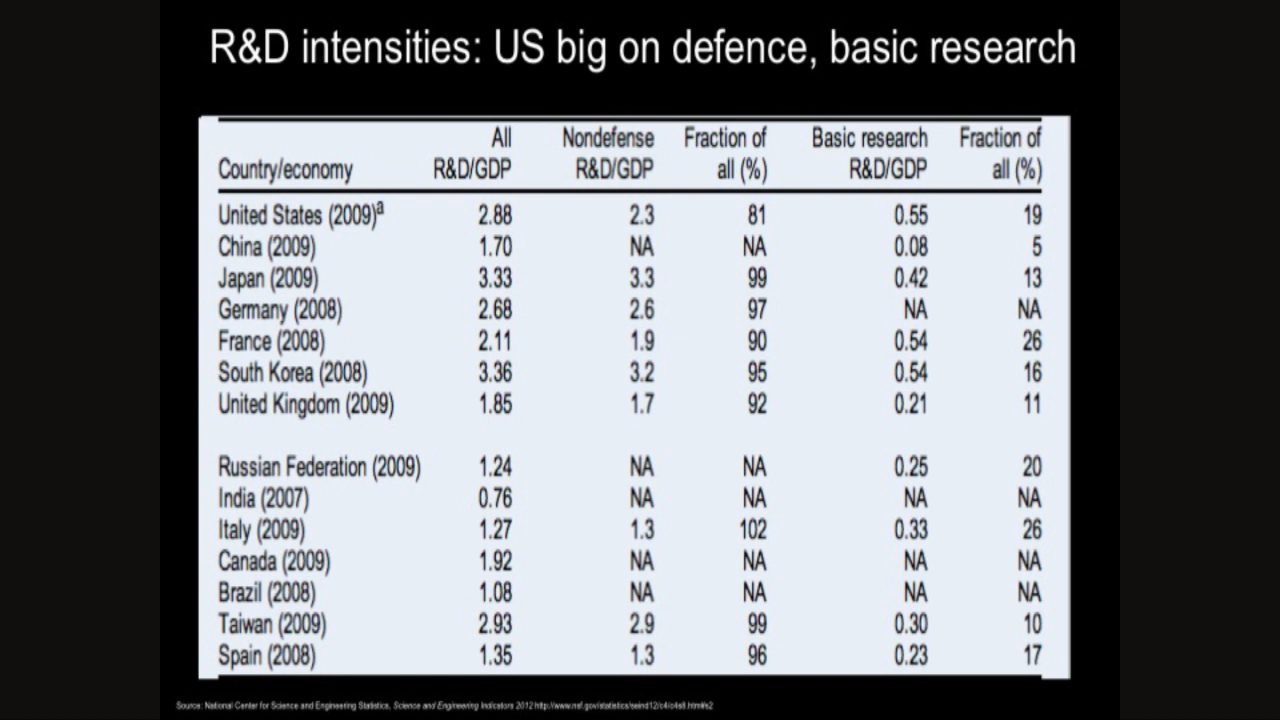 R&D intensities: US big on defence, basic research
All Nondefense Fraction of Basic research Fraction of
Country/economy R&D/GDP R&D/GDP all (%) R&D/GDP all (%)
United States (2009)a 2.88 2.3 81 0.55 19
China (2009) 1.70 NA NA 0.08 5
Japan (2009) 3.33 3.3 99 0.42 13
Germany (2008) 2.68 2.6 97 NA NA
France (2008) 2.11 1.9 90 0.54 26
South Korea (2008) 3.36 3.2 95 0.54 16
United Kingdom (2009) 1.85 1.7 92 0.21 11
Russian Federation (2009) 1.24 NA NA 0.25 20
India (2007) 0.76 NA NA NA NA
Italy (2009) 1.27 1.3 102 0.33 26
Canada (2009) 1.92 NA NA NA NA
Brazil (2008) 1.08 NA NA NA NA
Taiwan (2009) 2.93 2.9 99 0.30 10
Spain (2008) 1.35 1.3 96 0.23 17
Source: National Center for Science and Engineering Statistics, Science and Engineering Indicators 2012